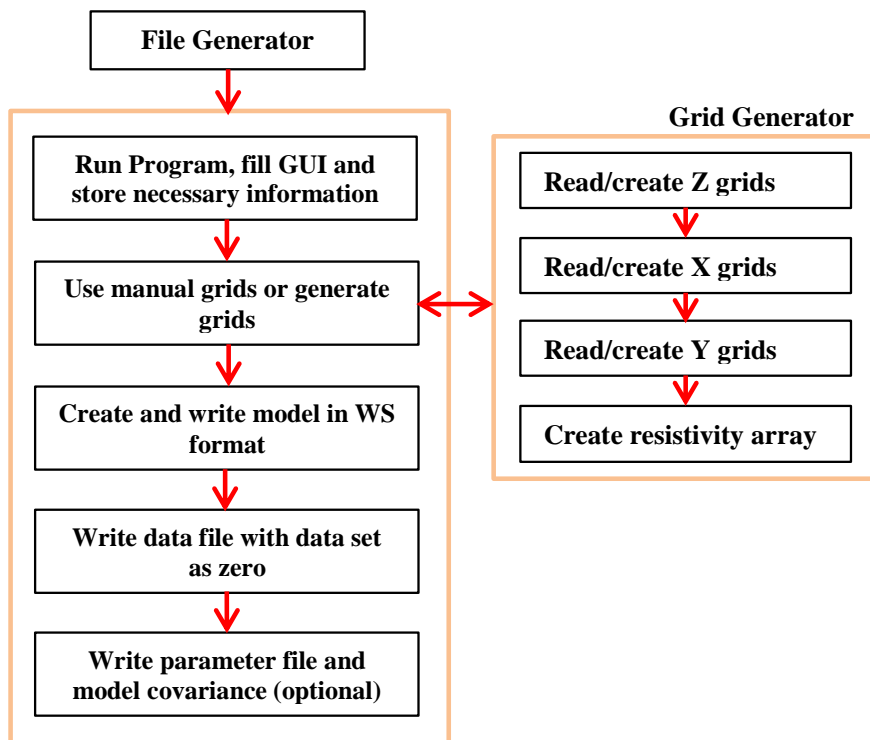 File Generator
Run Program, fill GUI and
store necessary information
Use manual grids or generate
grids
Create and write model in WS
format
Write data file with data set
as zero
Write parameter file and
model covariance (optional)
Grid Generator
Read/create Z grids
Read/create X grids
Read/create Y grids
Create resistivity array